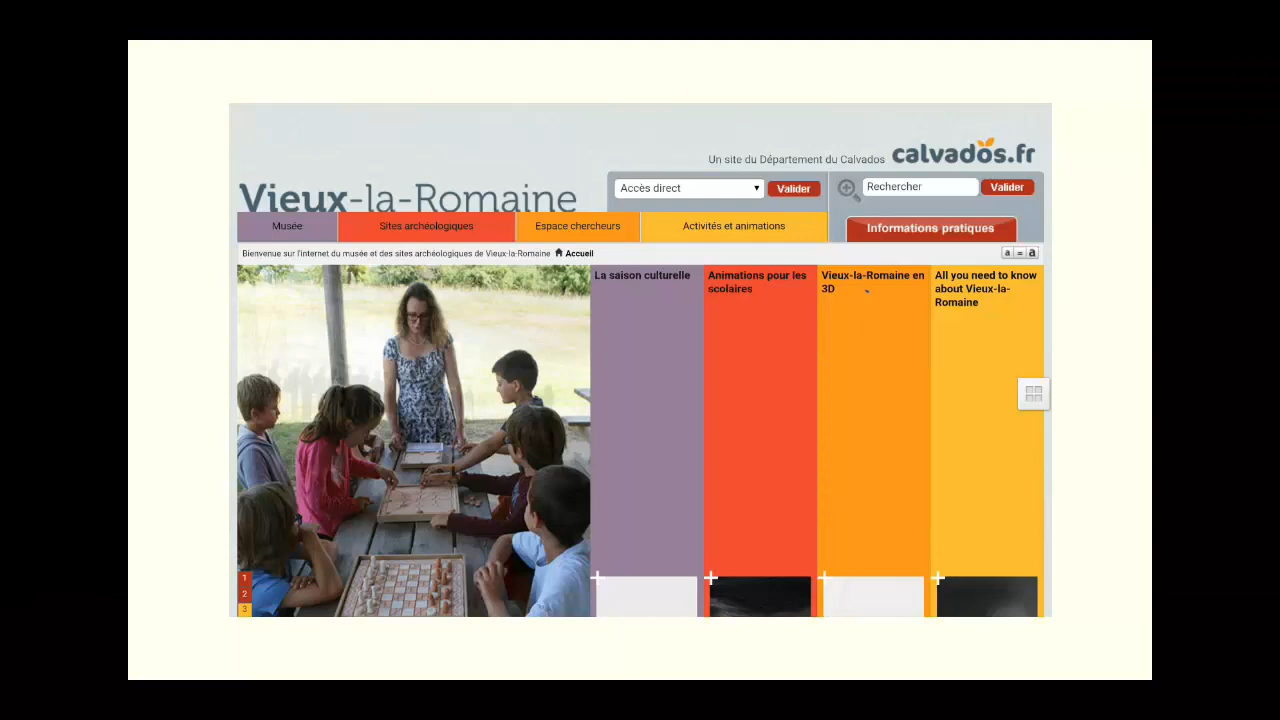 Un site du Département du Calvados calvados.fr
Vieux-la-Romaine
Accès direct Valider
Rechercher Valider
Musée
Sites archéologiques
Espace chercheurs
Activités et animations
Informations pratiques
Bienvenue sur l'internet du musée et des sites archéologiques de Vieux-la-Romaine Accueil
a = a
La saison culturelle
Animations pour les
scolaires
Vieux-la-Romaine en
3D
All you need to know
about Vieux-la-
Romaine
1
2
3